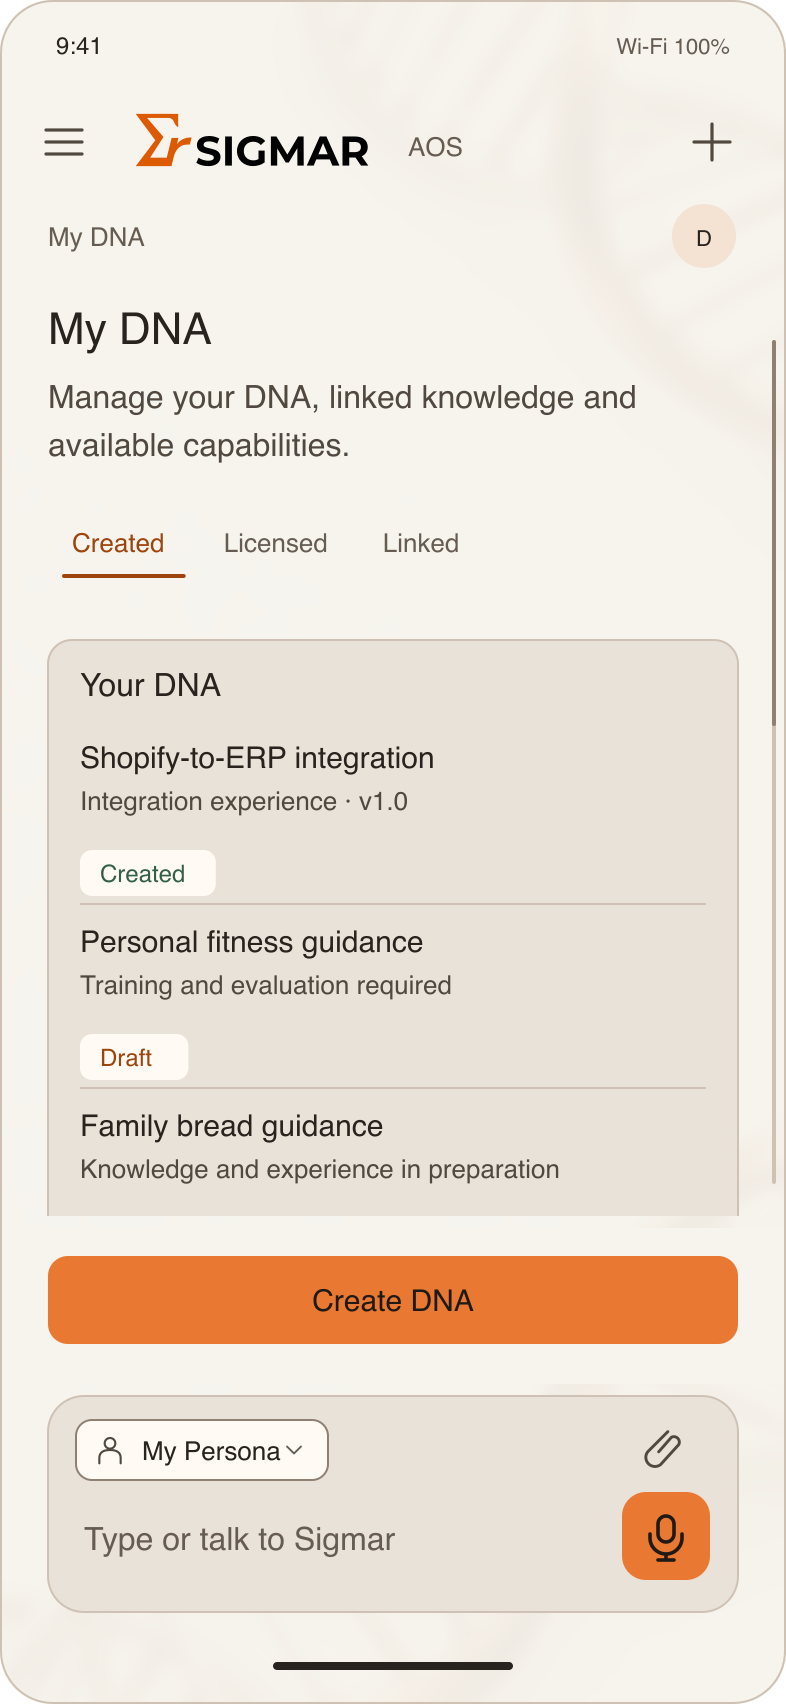 9:41
Wi-Fi 100%
Σr SIGMAR AOS
My DNA
D
My DNA
Manage your DNA, linked knowledge and
available capabilities.
Created Licensed Linked
Your DNA
Shopify-to-ERP integration
Integration experience · v1.0
Created
Personal fitness guidance
Training and evaluation required
Draft
Family bread guidance
Knowledge and experience in preparation
Create DNA
My Persona
Type or talk to Sigmar